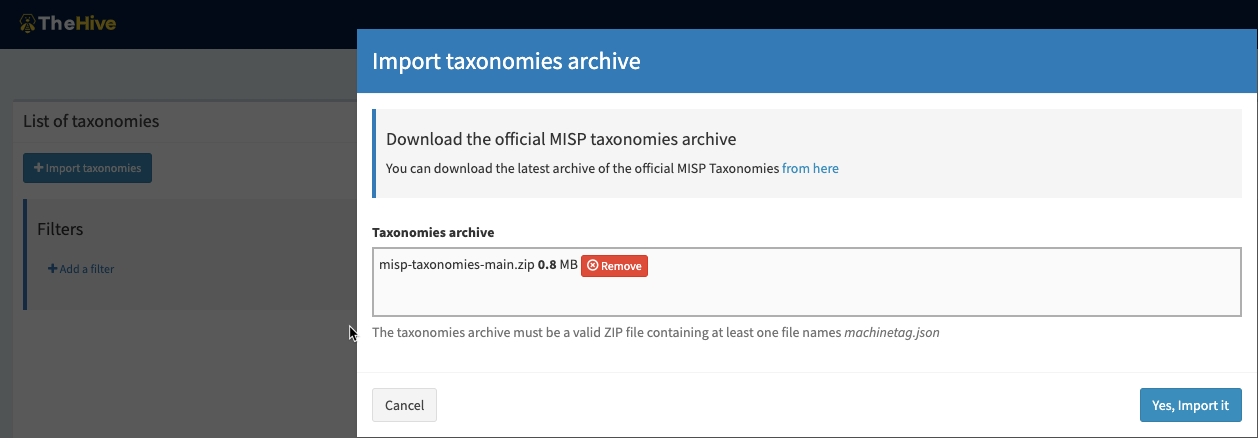 TheHive
Import taxonomies archive
List of taxonomies
Import taxonomies
Filters
Add a filter
Download the official MISP taxonomies archive
You can download the latest archive of the official MISP Taxonomies from here
Taxonomies archive
misp-taxonomies-main.zip 0.8 MB Remove
The taxonomies archive must be a valid ZIP file containing at least one file names machinetag.json
Cancel
Yes, Import it